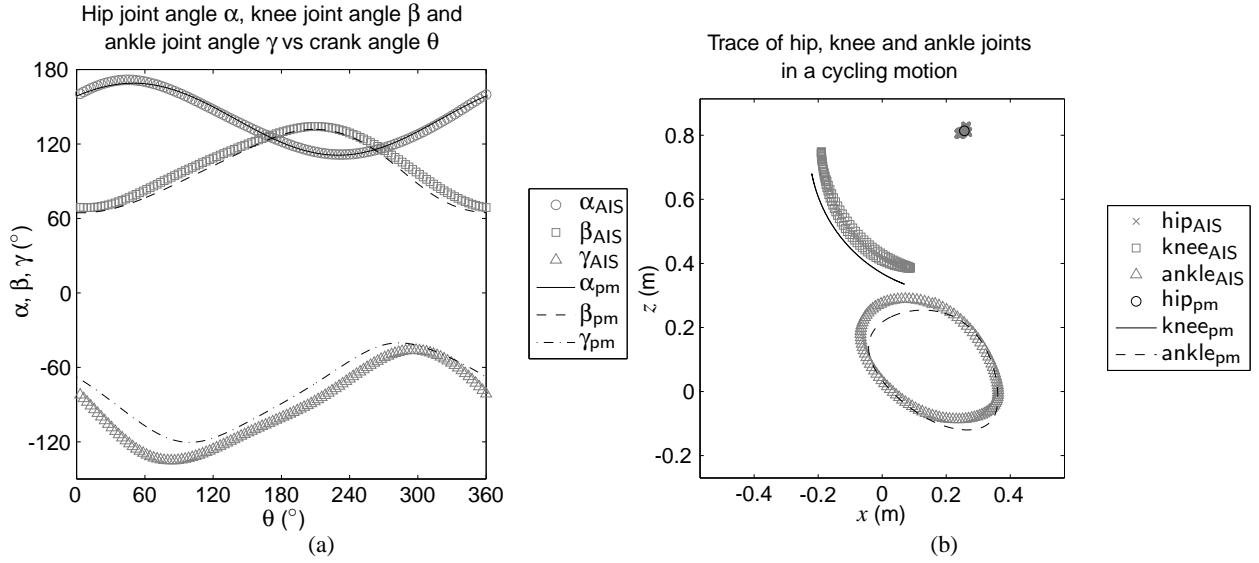 Hip joint angle α, knee joint angle β and
ankle joint angle γ vs crank angle θ
180
120
60
0
-60
-120
0 60 120 180 240 300 360
α, β, γ (°)
θ (°)
(a)
αAIS
βAIS
γAIS
αpm
βpm
γpm
Trace of hip, knee and ankle joints
in a cycling motion
0.8
0.6
0.4
0.2
0
-0.2
-0.4 -0.2 0 0.2 0.4
z (m)
x (m)
(b)
hipAIS
kneeAIS
ankleAIS
hippm
kneepm
anklepm